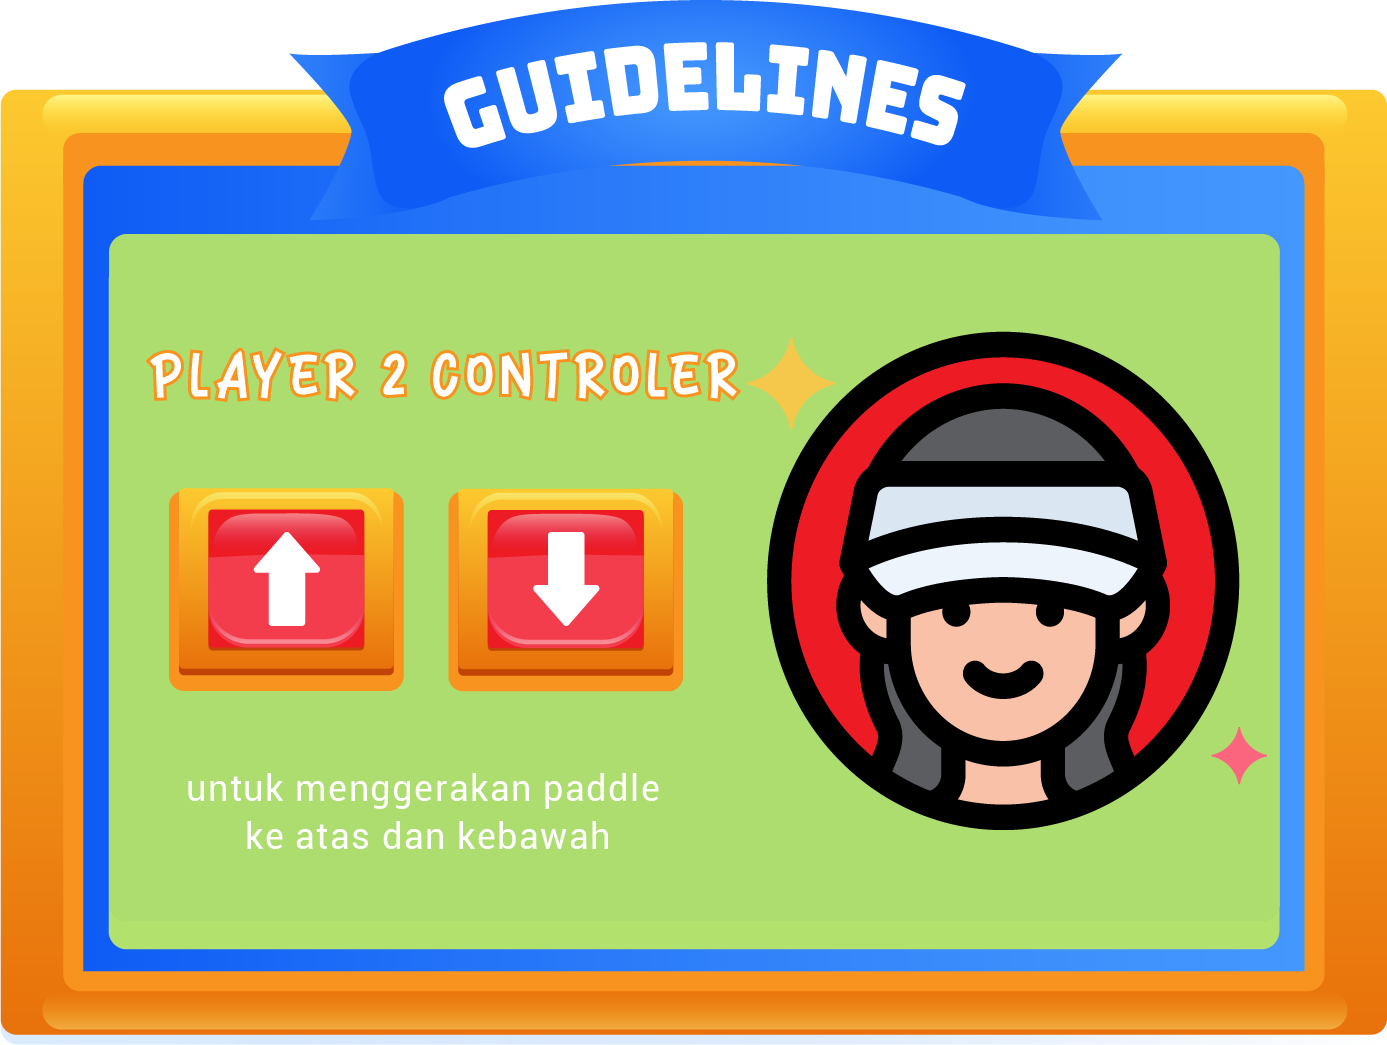 GUIDELINES
PLAYER 2 CONTROLER
untuk menggerakan paddle
ke atas dan kebawah